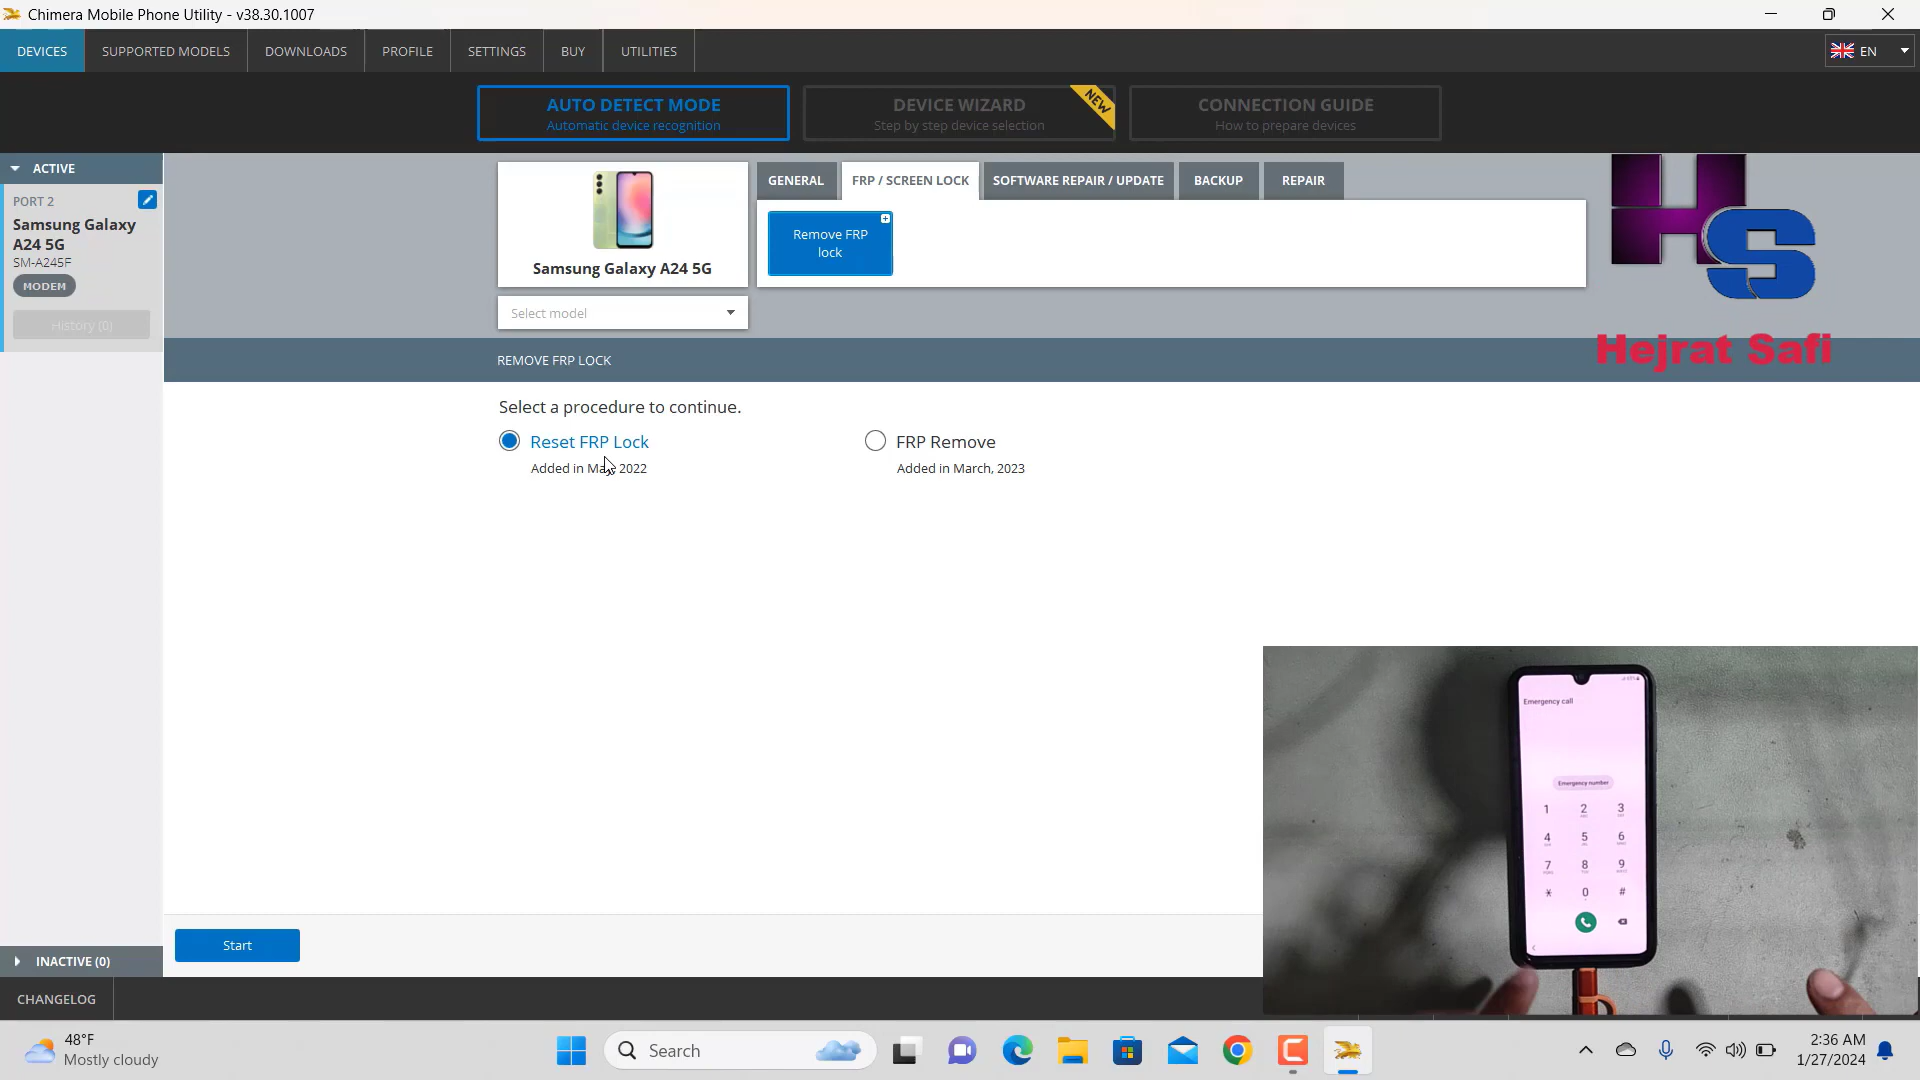 Chimera Mobile Phone Utility - v38.30.1007
DEVICES
SUPPORTED MODELS
DOWNLOADS
PROFILE
SETTINGS
BUY
UTILITIES
EN
AUTO DETECT MODE
Automatic device recognition
DEVICE WIZARD
Step by step device selection
NEW
CONNECTION GUIDE
How to prepare devices
ACTIVE
PORT 2
Samsung Galaxy
A24 5G
SM-A245F
MODEM
History (0)
Samsung Galaxy A24 5G
Select model
GENERAL
FRP / SCREEN LOCK
SOFTWARE REPAIR / UPDATE
BACKUP
REPAIR
Remove FRP
lock
HS
Hejrat Safi
REMOVE FRP LOCK
Select a procedure to continue.
Reset FRP Lock
Added in 2022
FRP Remove
Added in March, 2023
Emergency call
Emergency number
1 2 3
4 5 6
7 8 9
* 0 #
Start
INACTIVE (0)
CHANGELOG
48°F
Mostly cloudy
Search
2:36 AM
1/27/2024